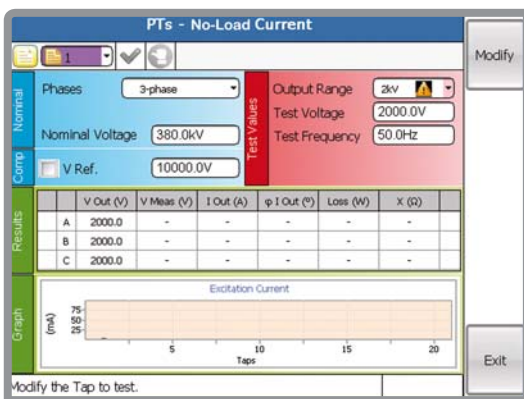 PTs - No-Load Current
1
Modify
Nominal
Phases 3-phase
Nominal Voltage 380.0kV
Comp
V Ref. 10000.0V
Test Values
Output Range 2kV
Test Voltage 2000.0V
Test Frequency 50.0Hz
Results
V Out (V) V Meas (V) I Out (A) φ I Out (º) Loss (W) X (Ω)
A 2000.0 - - - - -
B 2000.0 - - - - -
C 2000.0 - - - - -
Graph
Excitation Current
(mA)
75
50
25
5 10 15 20
Taps
Exit
Modify the Tap to test.